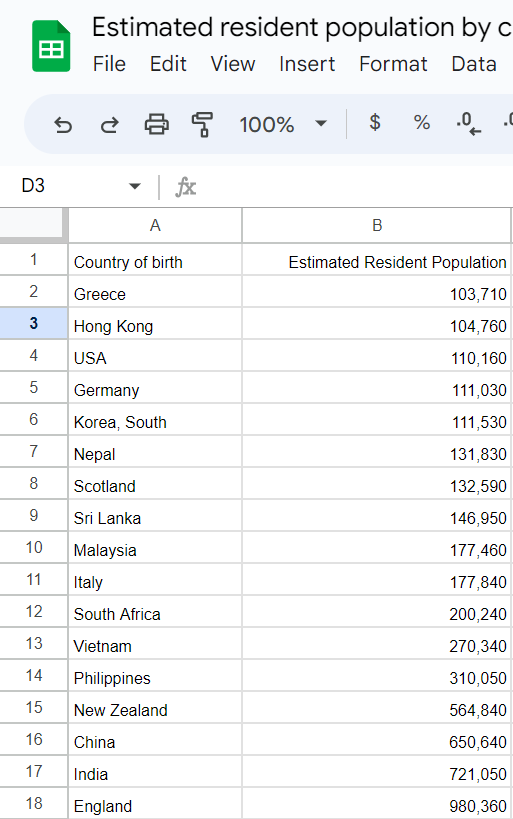 Estimated resident population by c
File Edit View Insert Format Data
100% $ % .0 .0
D3 fx
A B
1 Country of birth Estimated Resident Population
2 Greece 103,710
3 Hong Kong 104,760
4 USA 110,160
5 Germany 111,030
6 Korea, South 111,530
7 Nepal 131,830
8 Scotland 132,590
9 Sri Lanka 146,950
10 Malaysia 177,460
11 Italy 177,840
12 South Africa 200,240
13 Vietnam 270,340
14 Philippines 310,050
15 New Zealand 564,840
16 China 650,640
17 India 721,050
18 England 980,360